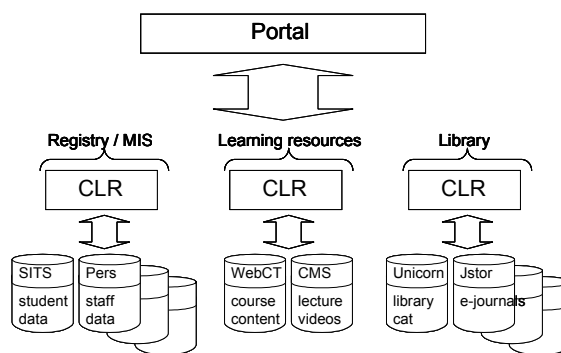 Portal
Registry / MIS
Learning resources
Library
CLR
CLR
CLR
SITS
student
data
Pers
staff
data
WebCT
course
content
CMS
lecture
videos
Unicorn
library
cat
Jstor
e-journals